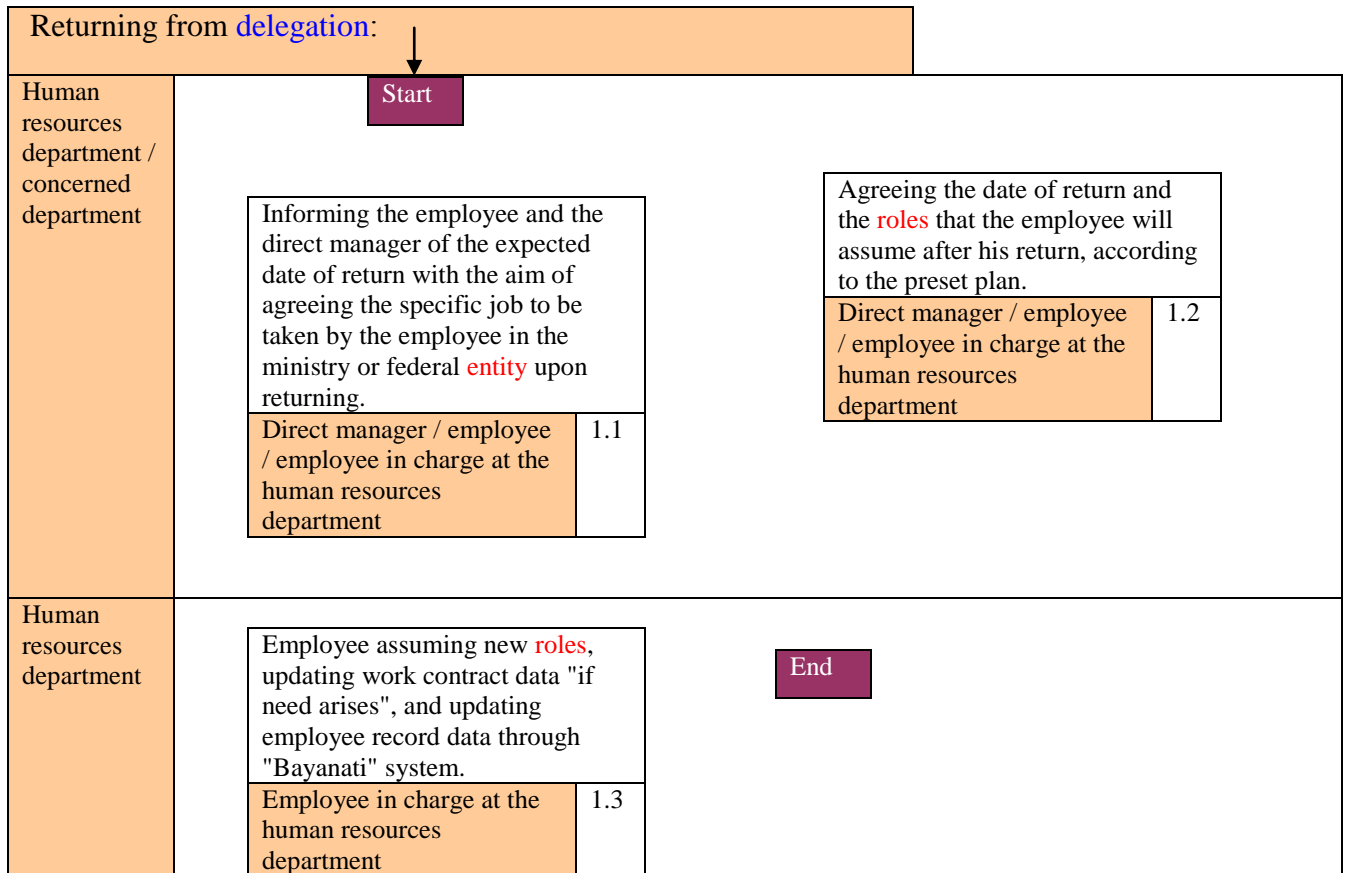 Returning from delegation:
Human
resources
department /
concerned
department
Start
Informing the employee and the
direct manager of the expected
date of return with the aim of
agreeing the specific job to be
taken by the employee in the
ministry or federal entity upon
returning.
Direct manager / employee
/ employee in charge at the
human resources
department
1.1
Agreeing the date of return and
the roles that the employee will
assume after his return, according
to the preset plan.
Direct manager / employee
/ employee in charge at the
human resources
department
1.2
Human
resources
department
Employee assuming new roles,
updating work contract data "if
need arises", and updating
employee record data through
"Bayanati" system.
Employee in charge at the
human resources
department
1.3
End